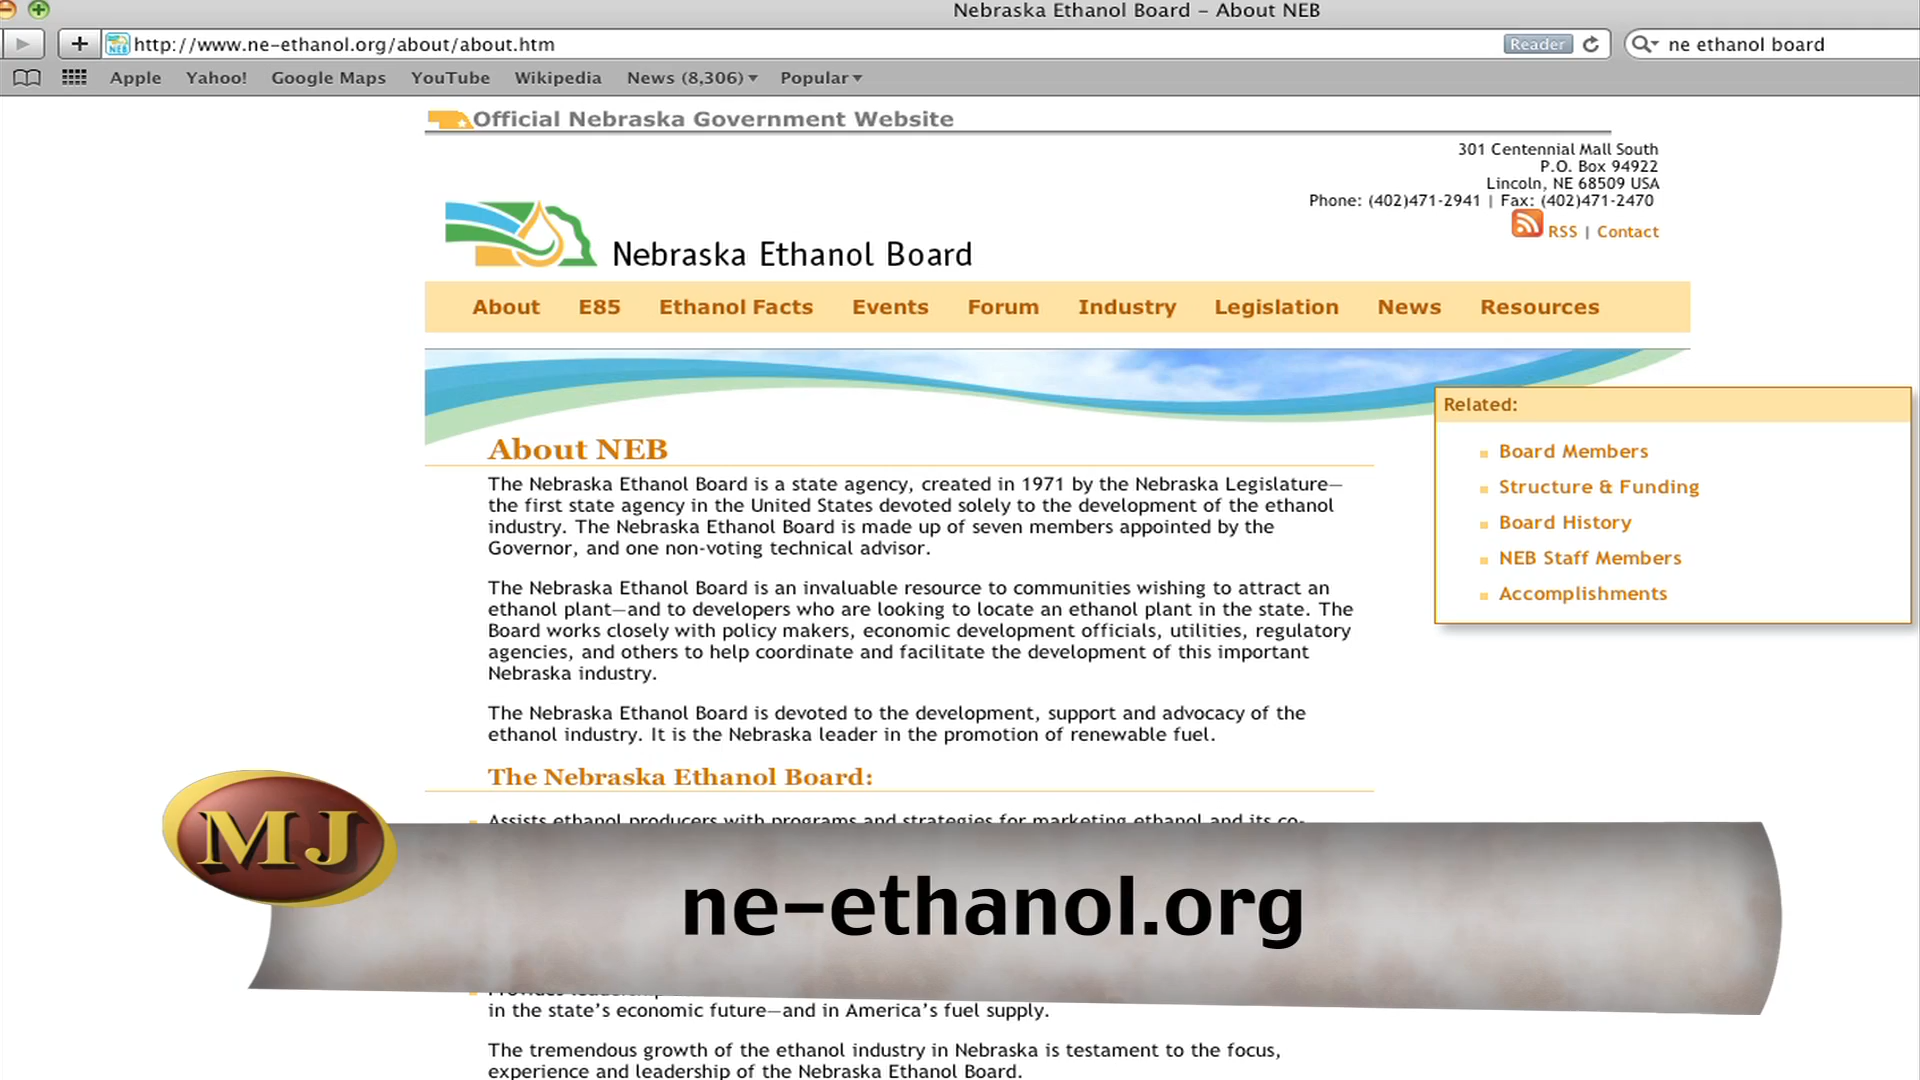 Nebraska Ethanol Board – About NEB
http://www.ne-ethanol.org/about/about.htm
Reader
ne ethanol board
Apple Yahoo! Google Maps YouTube Wikipedia News (8,306) Popular
Official Nebraska Government Website
301 Centennial Mall South
P.O. Box 94922
Lincoln, NE 68509 USA
Phone: (402)471-2941 | Fax: (402)471-2470
RSS | Contact
Nebraska Ethanol Board
About E85 Ethanol Facts Events Forum Industry Legislation News Resources
About NEB
The Nebraska Ethanol Board is a state agency, created in 1971 by the Nebraska Legislature—
the first state agency in the United States devoted solely to the development of the ethanol
industry. The Nebraska Ethanol Board is made up of seven members appointed by the
Governor, and one non-voting technical advisor.
The Nebraska Ethanol Board is an invaluable resource to communities wishing to attract an
ethanol plant—and to developers who are looking to locate an ethanol plant in the state. The
Board works closely with policy makers, economic development officials, utilities, regulatory
agencies, and others to help coordinate and facilitate the development of this important
Nebraska industry.
The Nebraska Ethanol Board is devoted to the development, support and advocacy of the
ethanol industry. It is the Nebraska leader in the promotion of renewable fuel.
Related:
Board Members
Structure & Funding
Board History
NEB Staff Members
Accomplishments
The Nebraska Ethanol Board:
Assists ethanol producers with programs and strategies for marketing ethanol and its co-
MJ
ne-ethanol.org
in the state's economic future—and in America's fuel supply.
The tremendous growth of the ethanol industry in Nebraska is testament to the focus,
experience and leadership of the Nebraska Ethanol Board.